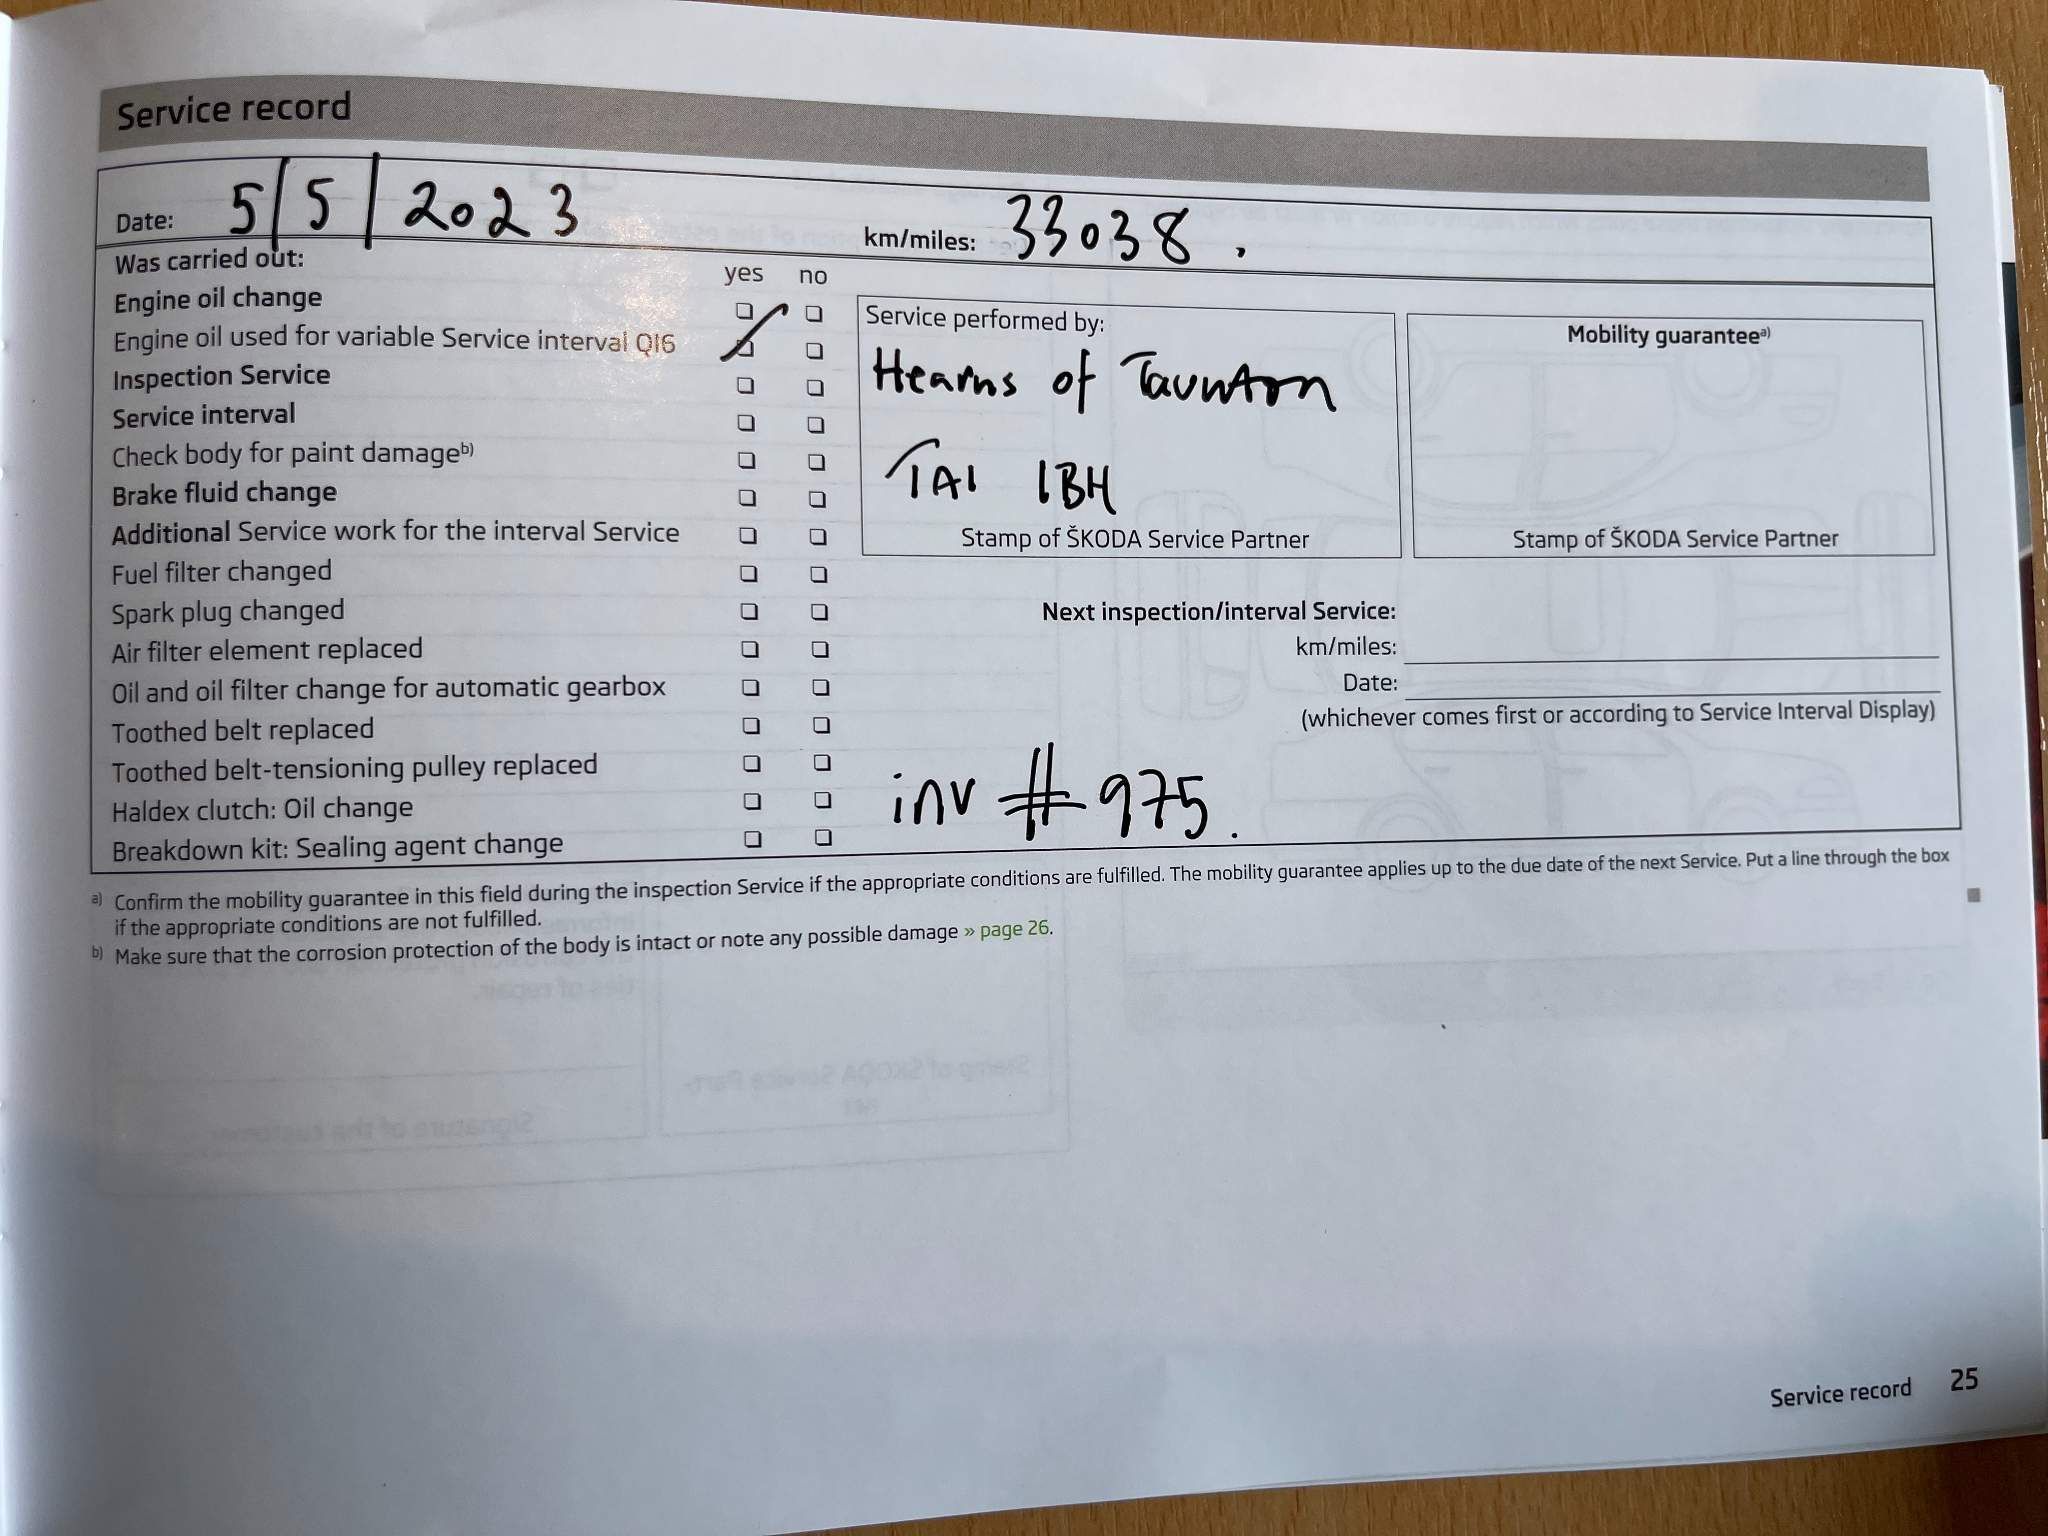 Service record
Date: 5/5/2023 km/miles: 33038.
Was carried out: yes no
Engine oil change
Engine oil used for variable Service interval QI6
Inspection Service
Service interval
Check body for paint damage b)
Brake fluid change
Additional Service work for the interval Service
Fuel filter changed
Spark plug changed
Air filter element replaced
Oil and oil filter change for automatic gearbox
Toothed belt replaced
Toothed belt-tensioning pulley replaced
Haldex clutch: Oil change
Breakdown kit: Sealing agent change
Service performed by:
Hearns of Taunton
TA1 1BH
Stamp of ŠKODA Service Partner
Mobility guarantee a)
Stamp of ŠKODA Service Partner
Next inspection/interval Service:
km/miles:
Date:
(whichever comes first or according to Service Interval Display)
inv # 975.
a) Confirm the mobility guarantee in this field during the inspection Service if the appropriate conditions are fulfilled. The mobility guarantee applies up to the due date of the next Service. Put a line through the box
if the appropriate conditions are not fulfilled.
b) Make sure that the corrosion protection of the body is intact or note any possible damage » page 26.
Service record 25